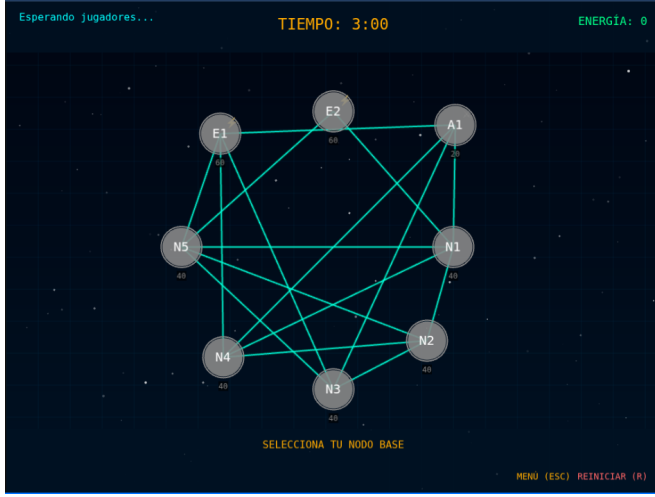 Esperando jugadores...
TIEMPO: 3:00
ENERGÍA: 0
E2
E1
A1
60
60
20
N5
N1
40
40
N2
N4
40
N3
40
40
SELECCIONA TU NODO BASE
MENÚ (ESC) REINICIAR (R)